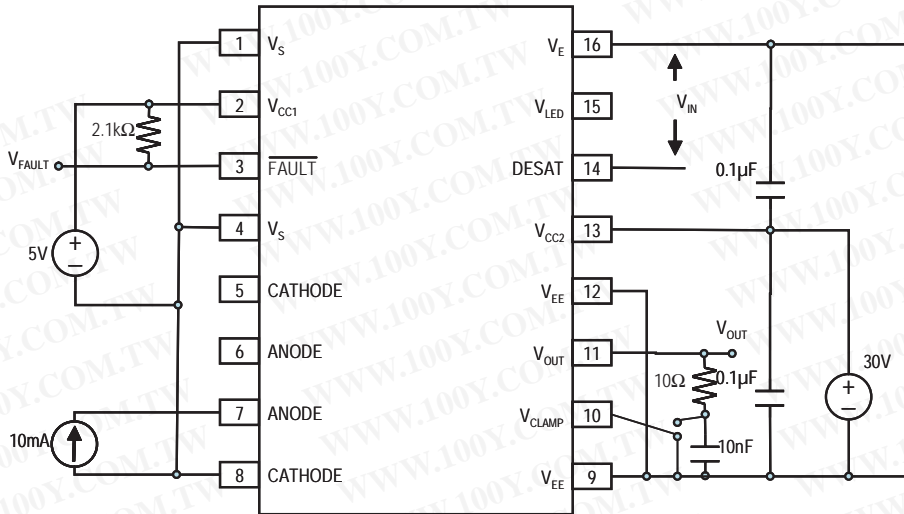 1 V_S
2 V_CC1
3 FAULT
4 V_S
5 CATHODE
6 ANODE
7 ANODE
8 CATHODE
V_E 16
V_LED 15
DESAT 14
V_CC2 13
V_EE 12
V_OUT 11
V_CLAMP 10
V_EE 9
2.1kΩ
V_FAULT
5V
+
–
10mA
V_IN
0.1µF
V_OUT
10Ω
0.1µF
10nF
30V
+
–
WWW.100Y.COM.TW